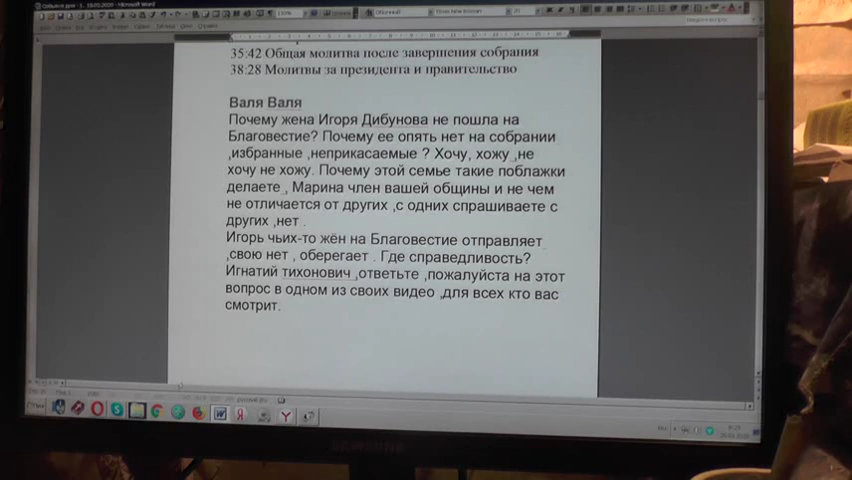 35:42 Общая молитва после завершения собрания
38:28 Молитвы за президента и правительство
Валя Валя
Почему жена Игоря Дибунова не пошла на
Благовестие? Почему ее опять нет на собрании
,избранные ,неприкасаемые ? Хочу, хожу ,не
хочу не хожу. Почему этой семье такие поблажки
делаете , Марина член вашей общины и не чем
не отличается от других ,с одних спрашиваете с
других ,нет .
Игорь чьих-то жён на Благовестие отправляет
,свою нет , оберегает . Где справедливость?
Игнатий тихонович ,ответьте ,пожалуйста на этот
вопрос в одном из своих видео ,для всех кто вас
смотрит.
SAMSUNG